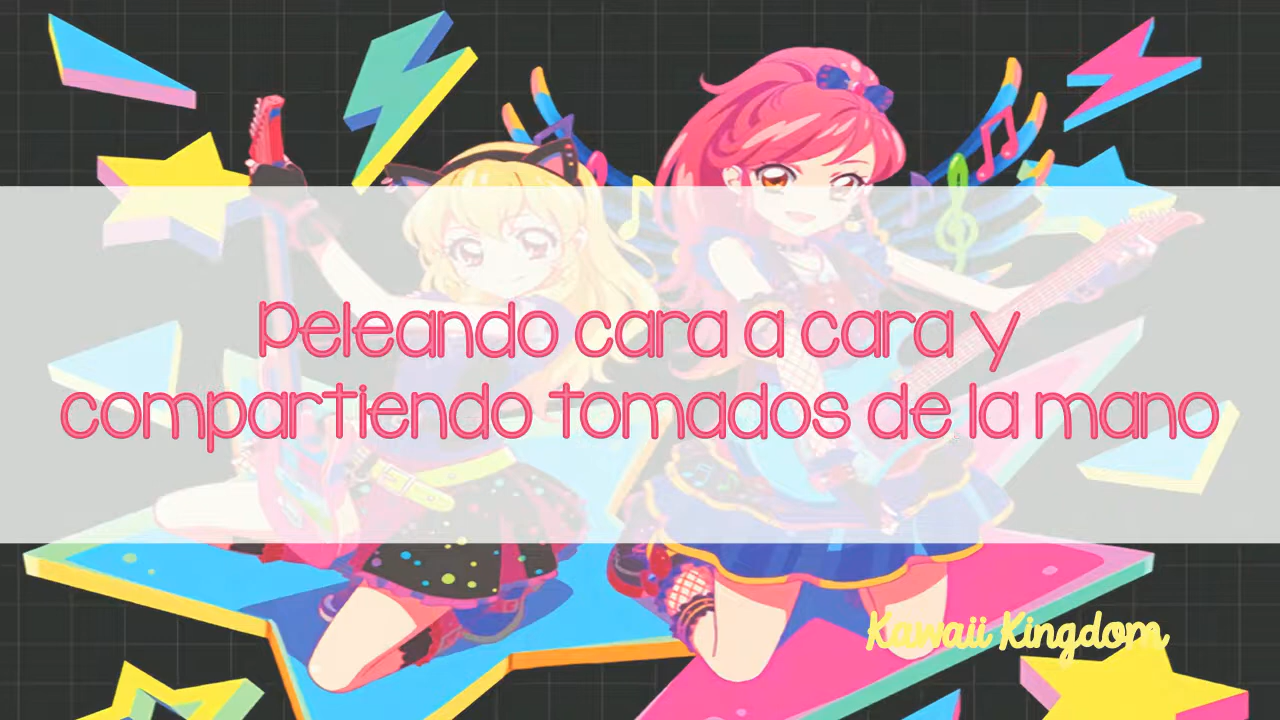 Peleando cara a cara y
compartiendo tomados de la mano
Kawaii Kingdom